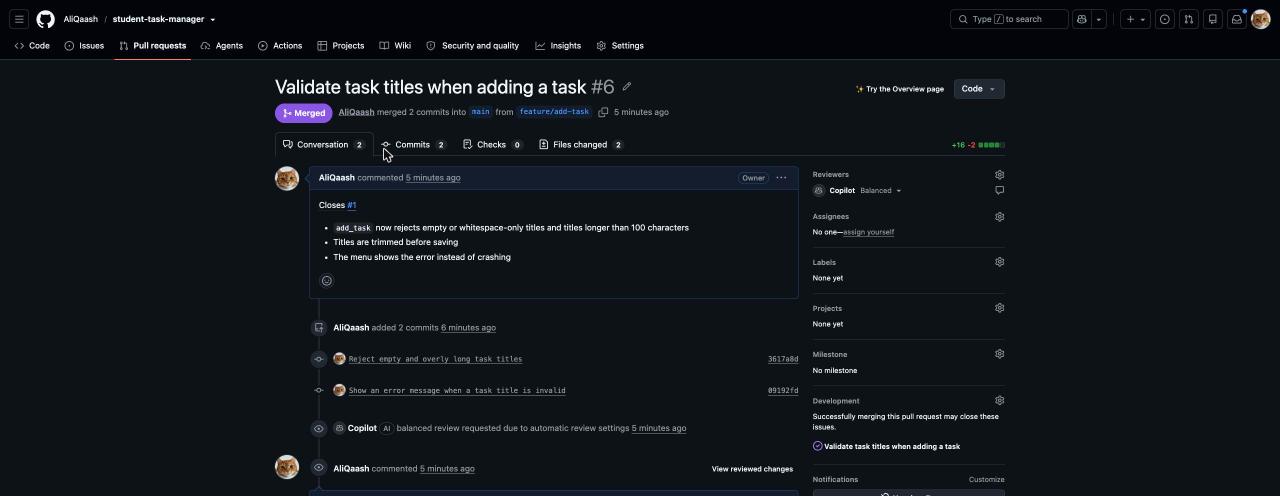 AliQaash / student-task-manager
Type / to search
Code
Issues
Pull requests
Agents
Actions
Projects
Wiki
Security and quality
Insights
Settings
Validate task titles when adding a task #6
Try the Overview page
Code
Merged
AliQaash merged 2 commits into main from feature/add-task 5 minutes ago
Conversation 2
Commits 2
Checks 0
Files changed 2
+16 -2
AliQaash commented 5 minutes ago
Owner
Closes #1
add_task now rejects empty or whitespace-only titles and titles longer than 100 characters
Titles are trimmed before saving
The menu shows the error instead of crashing
AliQaash added 2 commits 6 minutes ago
Reject empty and overly long task titles
3617a8d
Show an error message when a task title is invalid
09192fd
Copilot AI balanced review requested due to automatic review settings 5 minutes ago
AliQaash commented 5 minutes ago
View reviewed changes
Reviewers
Copilot Balanced
Assignees
No one—assign yourself
Labels
None yet
Projects
None yet
Milestone
No milestone
Development
Successfully merging this pull request may close these
issues.
Validate task titles when adding a task
Notifications
Customize